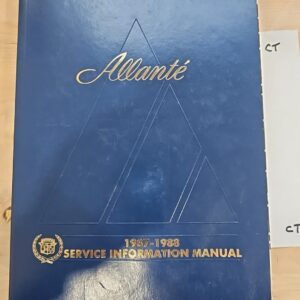 Allanté
CT
1987-1988
SERVICE INFORMATION MANUAL
CT